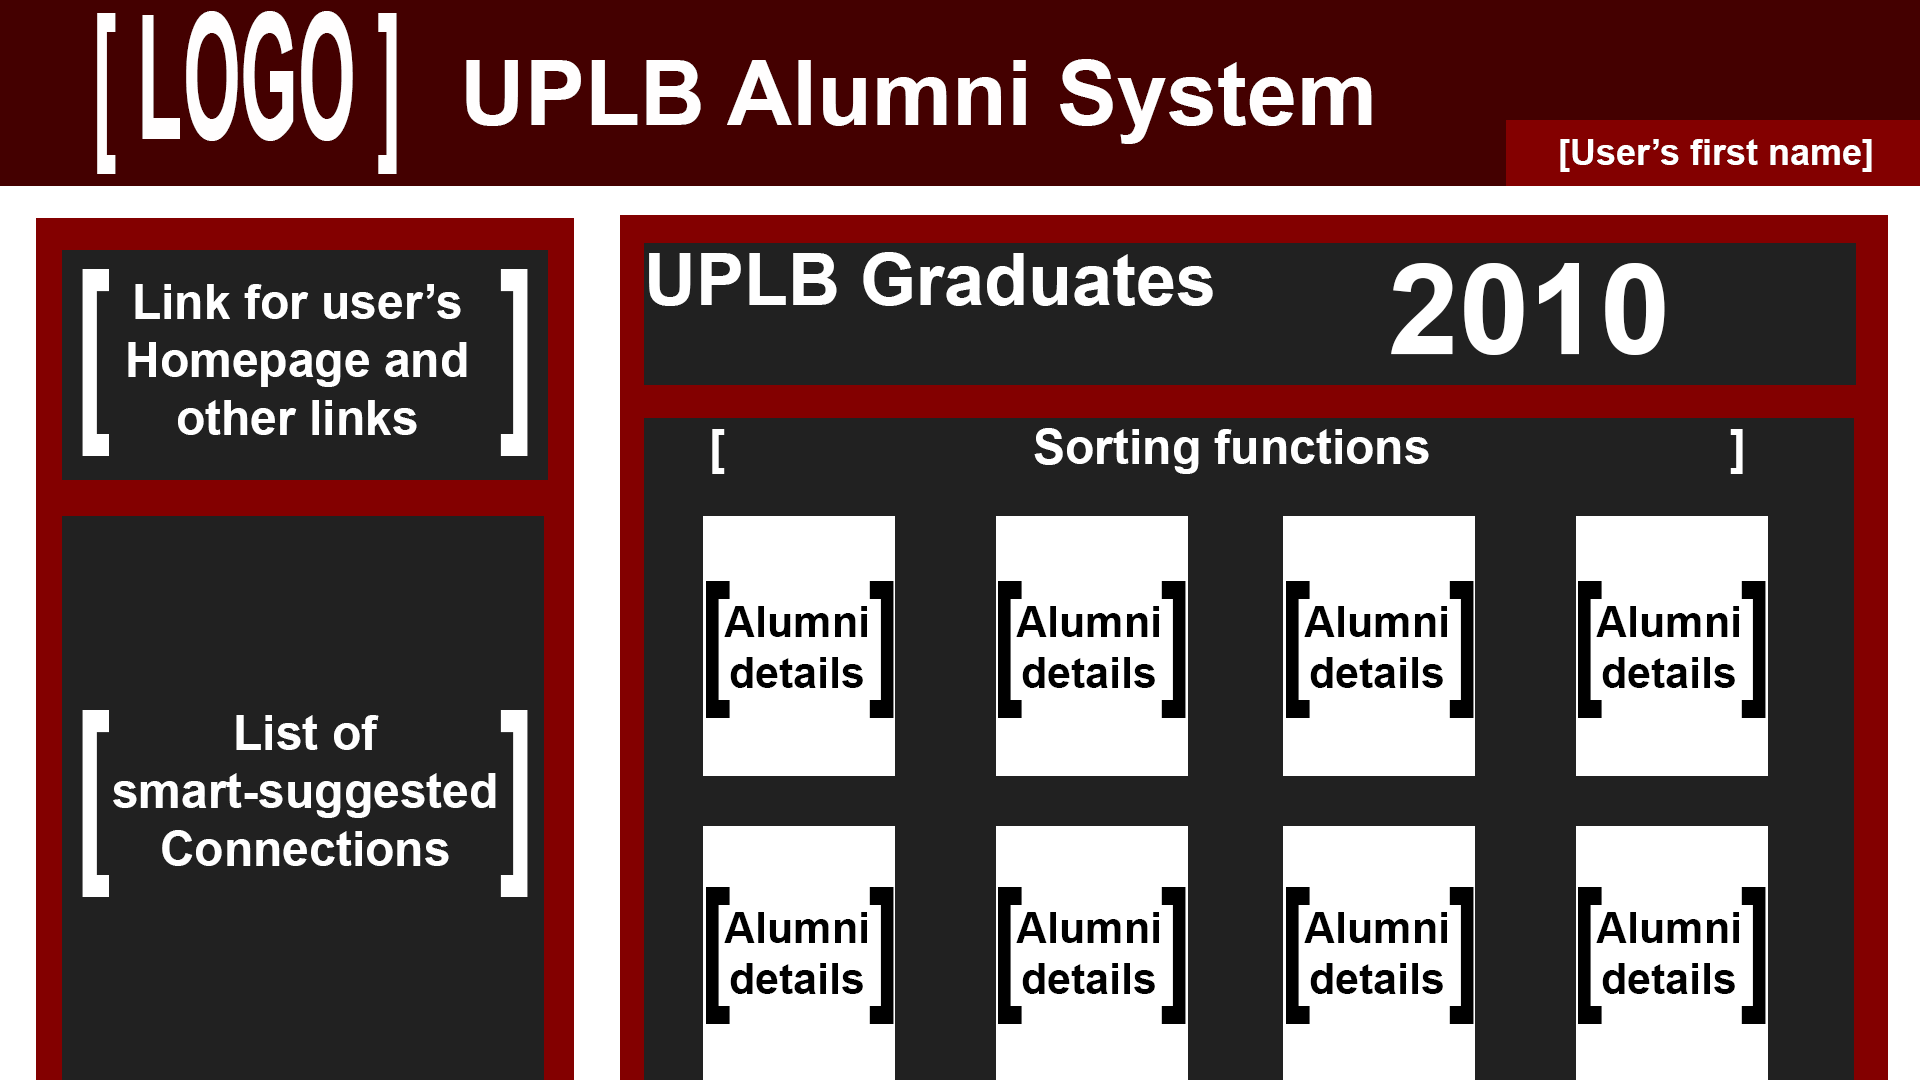 [ LOGO ]
UPLB Alumni System
[User’s first name]
[Link for user’s
Homepage and
other links]
[List of
smart-suggested
Connections]
UPLB Graduates
2010
[ Sorting functions ]
[Alumni
details]
[Alumni
details]
[Alumni
details]
[Alumni
details]
[Alumni
details]
[Alumni
details]
[Alumni
details]
[Alumni
details]